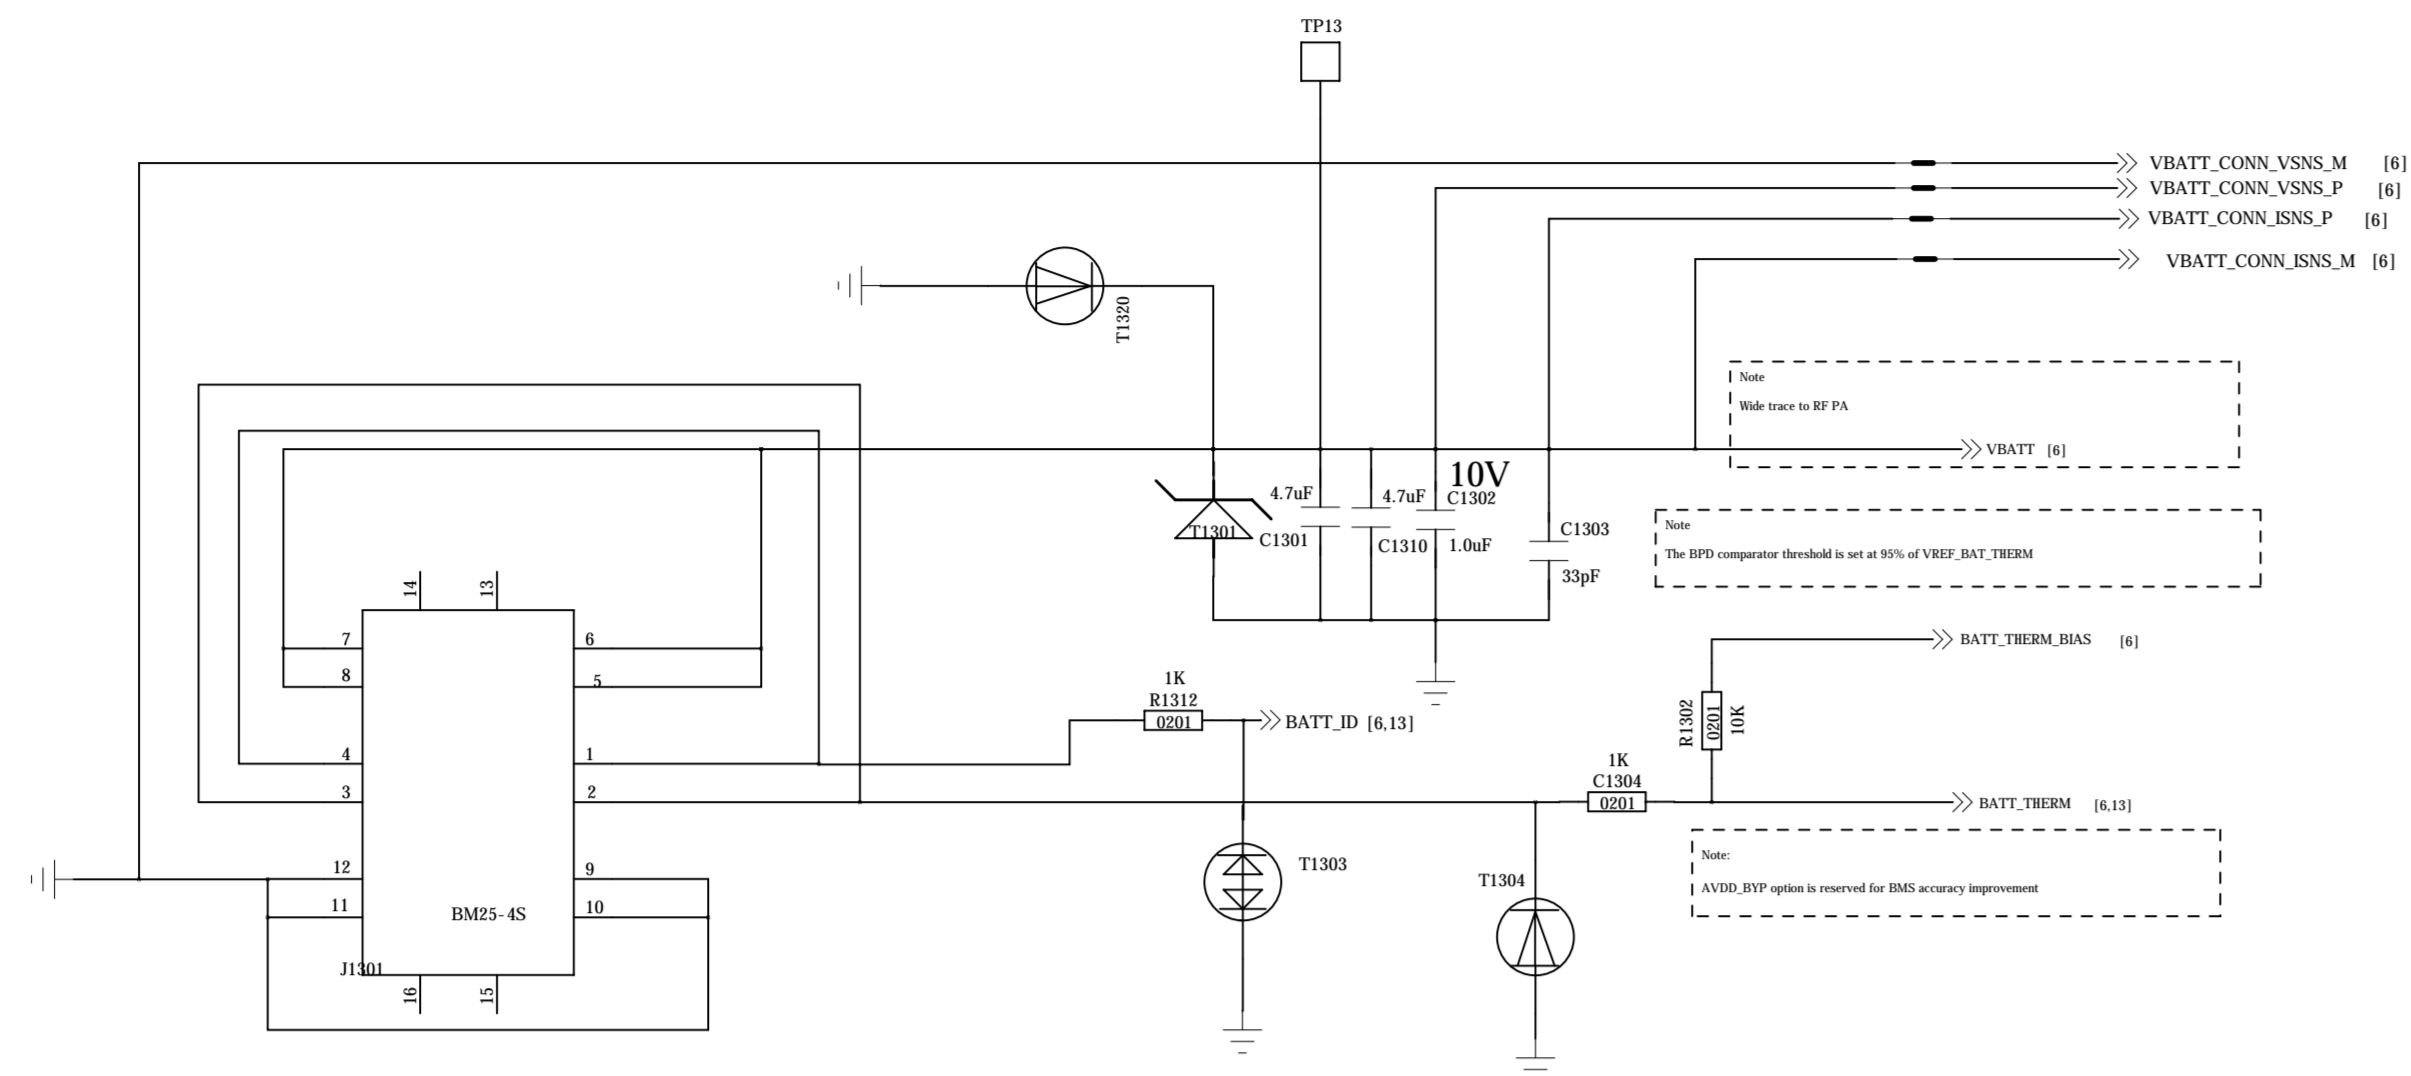 TP13
VBATT_CONN_VSNS_M [6]
VBATT_CONN_VSNS_P [6]
VBATT_CONN_ISNS_P [6]
VBATT_CONN_ISNS_M [6]
T1320
Note
Wide trace to RF PA
VBATT [6]
10V
4.7uF
4.7uF
C1302
T1301
C1301
C1310
1.0uF
C1303
33pF
Note
The BPD comparator threshold is set at 95% of VREF_BAT_THERM
14
13
7
6
8
5
4
1
3
2
12
9
11
10
BM25-4S
J1301
16
15
1K
R1312
0201
BATT_ID [6,13]
BATT_THERM_BIAS [6]
R1302
0201
10K
1K
C1304
0201
BATT_THERM [6,13]
T1303
T1304
Note:
AVDD_BYP option is reserved for BMS accuracy improvement